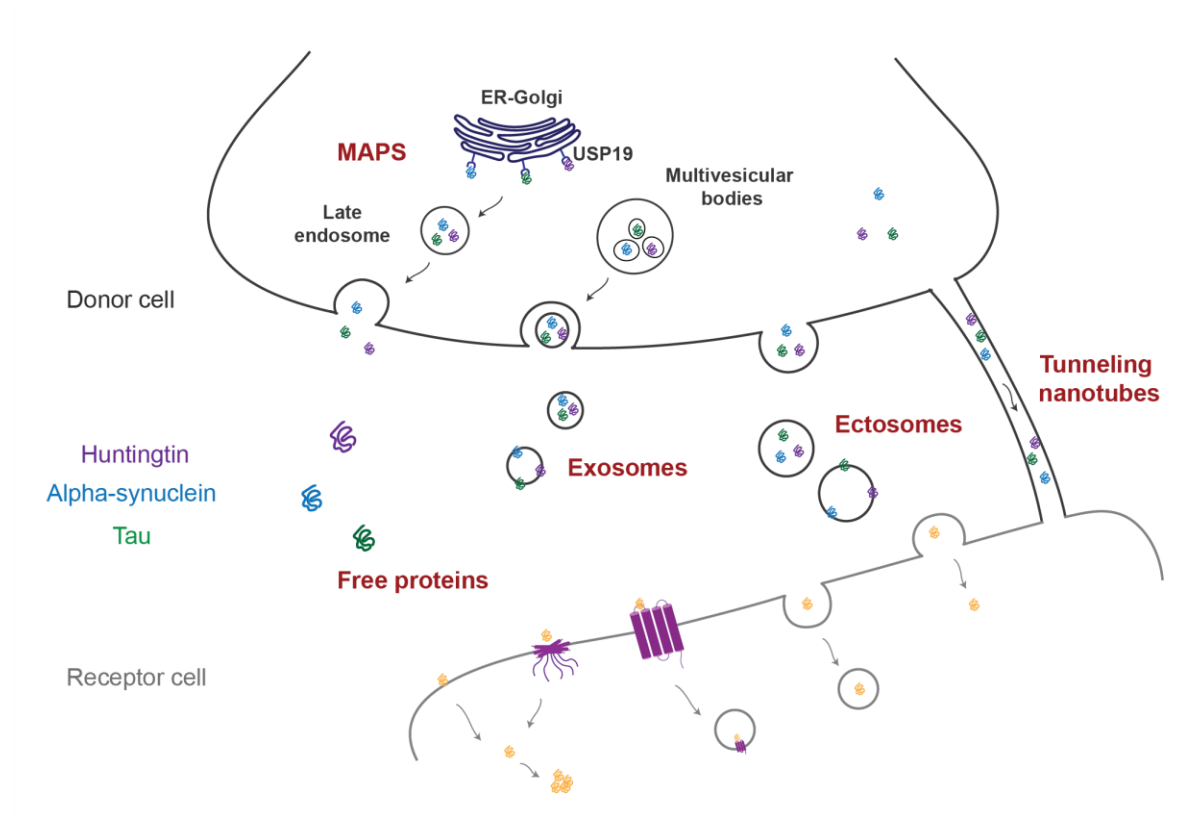 ER-Golgi
MAPS
USP19
Multivesicular
bodies
Late
endosome
Donor cell
Tunneling
nanotubes
Ectosomes
Huntingtin
Exosomes
Alpha-synuclein
Tau
Free proteins
Receptor cell